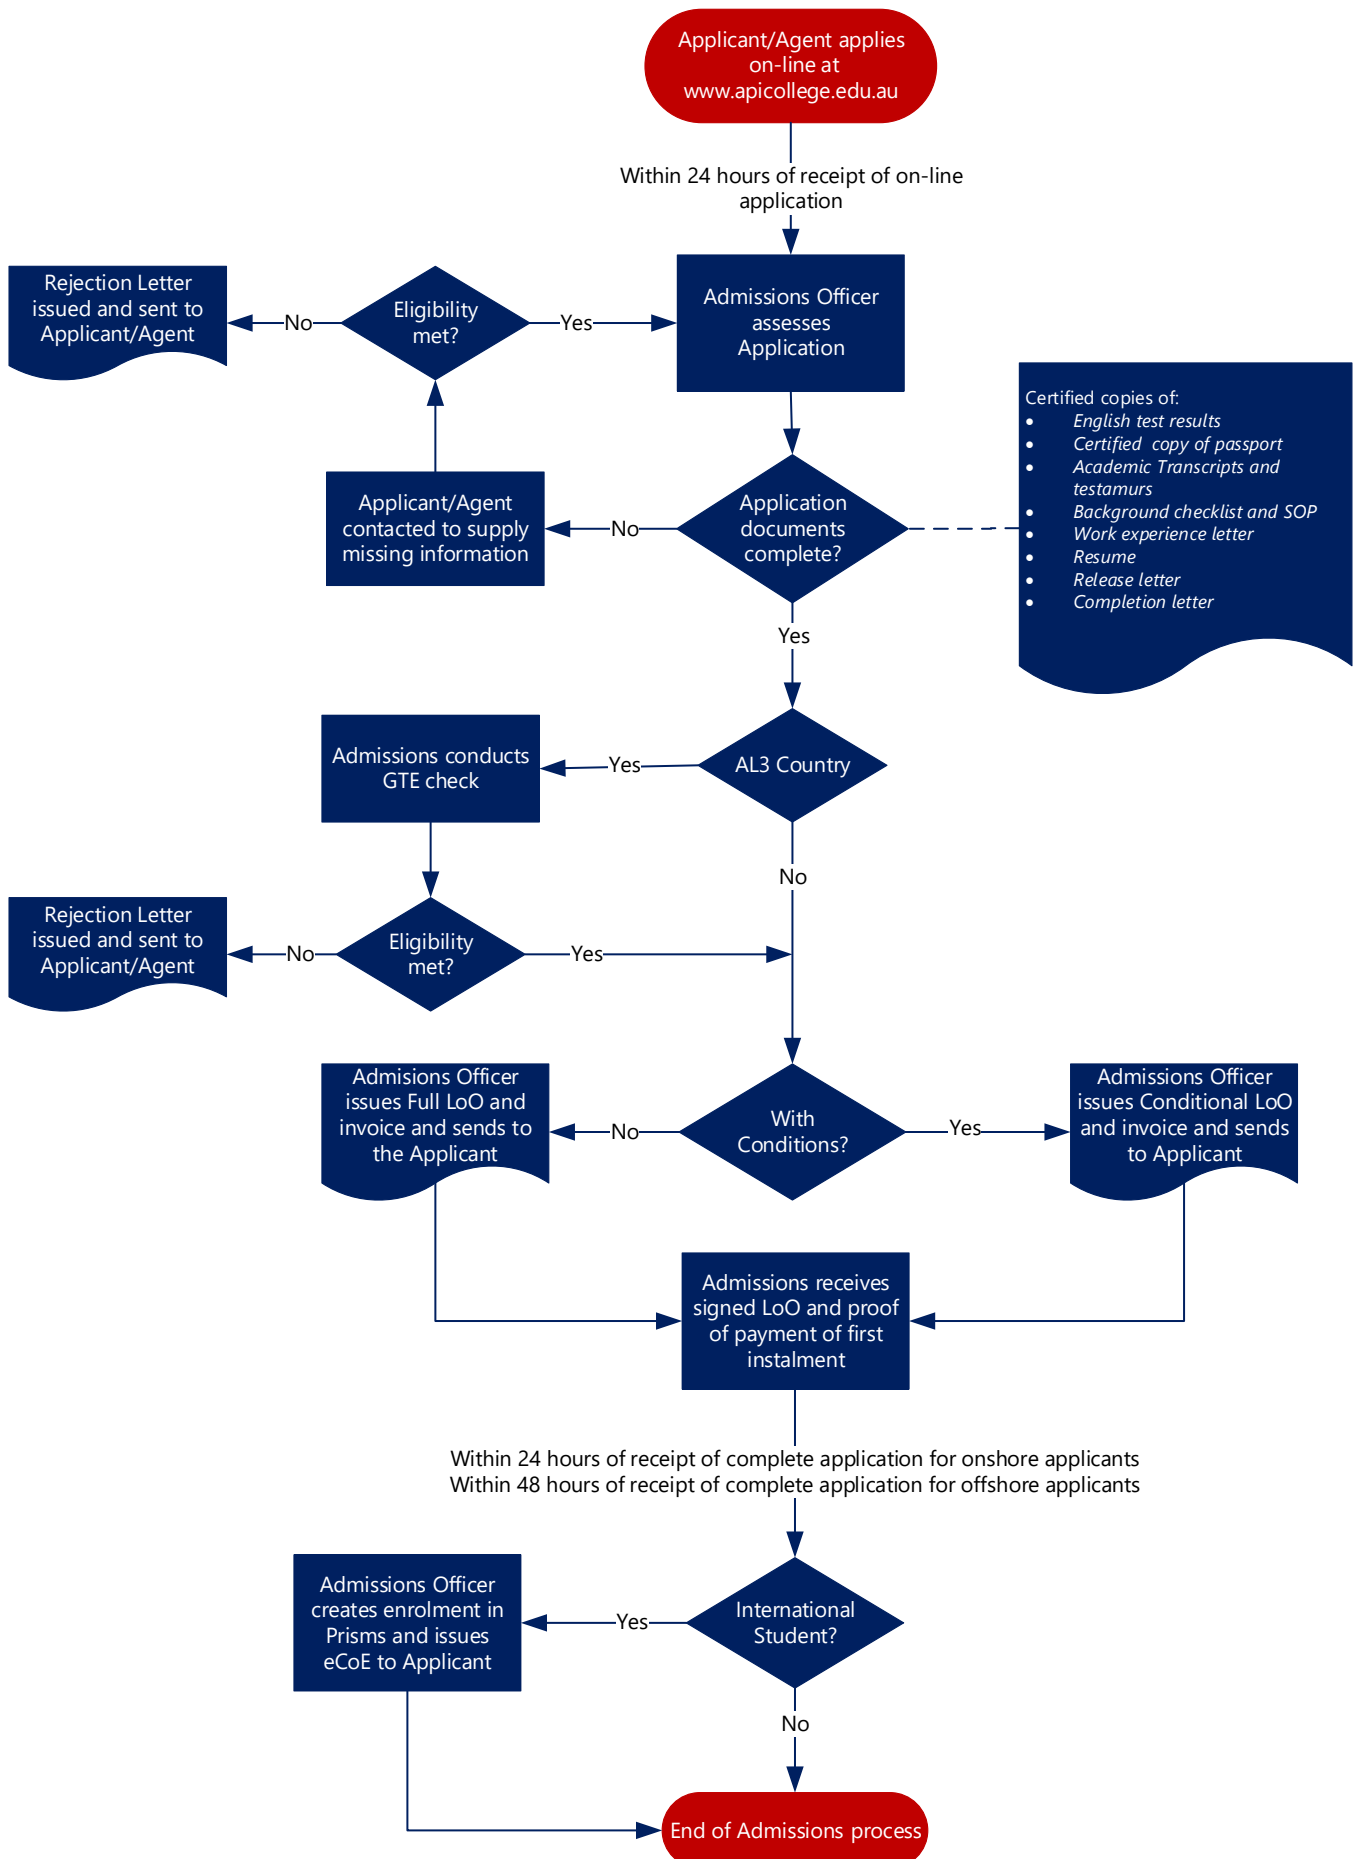 Applicant/Agent applies
on-line at
www.apicollege.edu.au
Within 24 hours of receipt of on-line
application
Rejection Letter
issued and sent to
Applicant/Agent
No
Eligibility
met?
Yes
Admissions Officer
assesses
Application
Applicant/Agent
contacted to supply
missing information
No
Application
documents
complete?
Certified copies of:
• English test results
• Certified copy of passport
• Academic Transcripts and
testamurs
• Background checklist and SOP
• Work experience letter
• Resume
• Release letter
• Completion letter
Yes
Admissions conducts
GTE check
Yes
AL3 Country
No
Rejection Letter
issued and sent to
Applicant/Agent
No
Eligibility
met?
Yes
Admisions Officer
issues Full LoO and
invoice and sends to
the Applicant
No
With
Conditions?
Yes
Admissions Officer
issues Conditional LoO
and invoice and sends
to Applicant
Admissions receives
signed LoO and proof
of payment of first
instalment
Within 24 hours of receipt of complete application for onshore applicants
Within 48 hours of receipt of complete application for offshore applicants
Admissions Officer
creates enrolment in
Prisms and issues
eCoE to Applicant
Yes
International
Student?
No
End of Admissions process